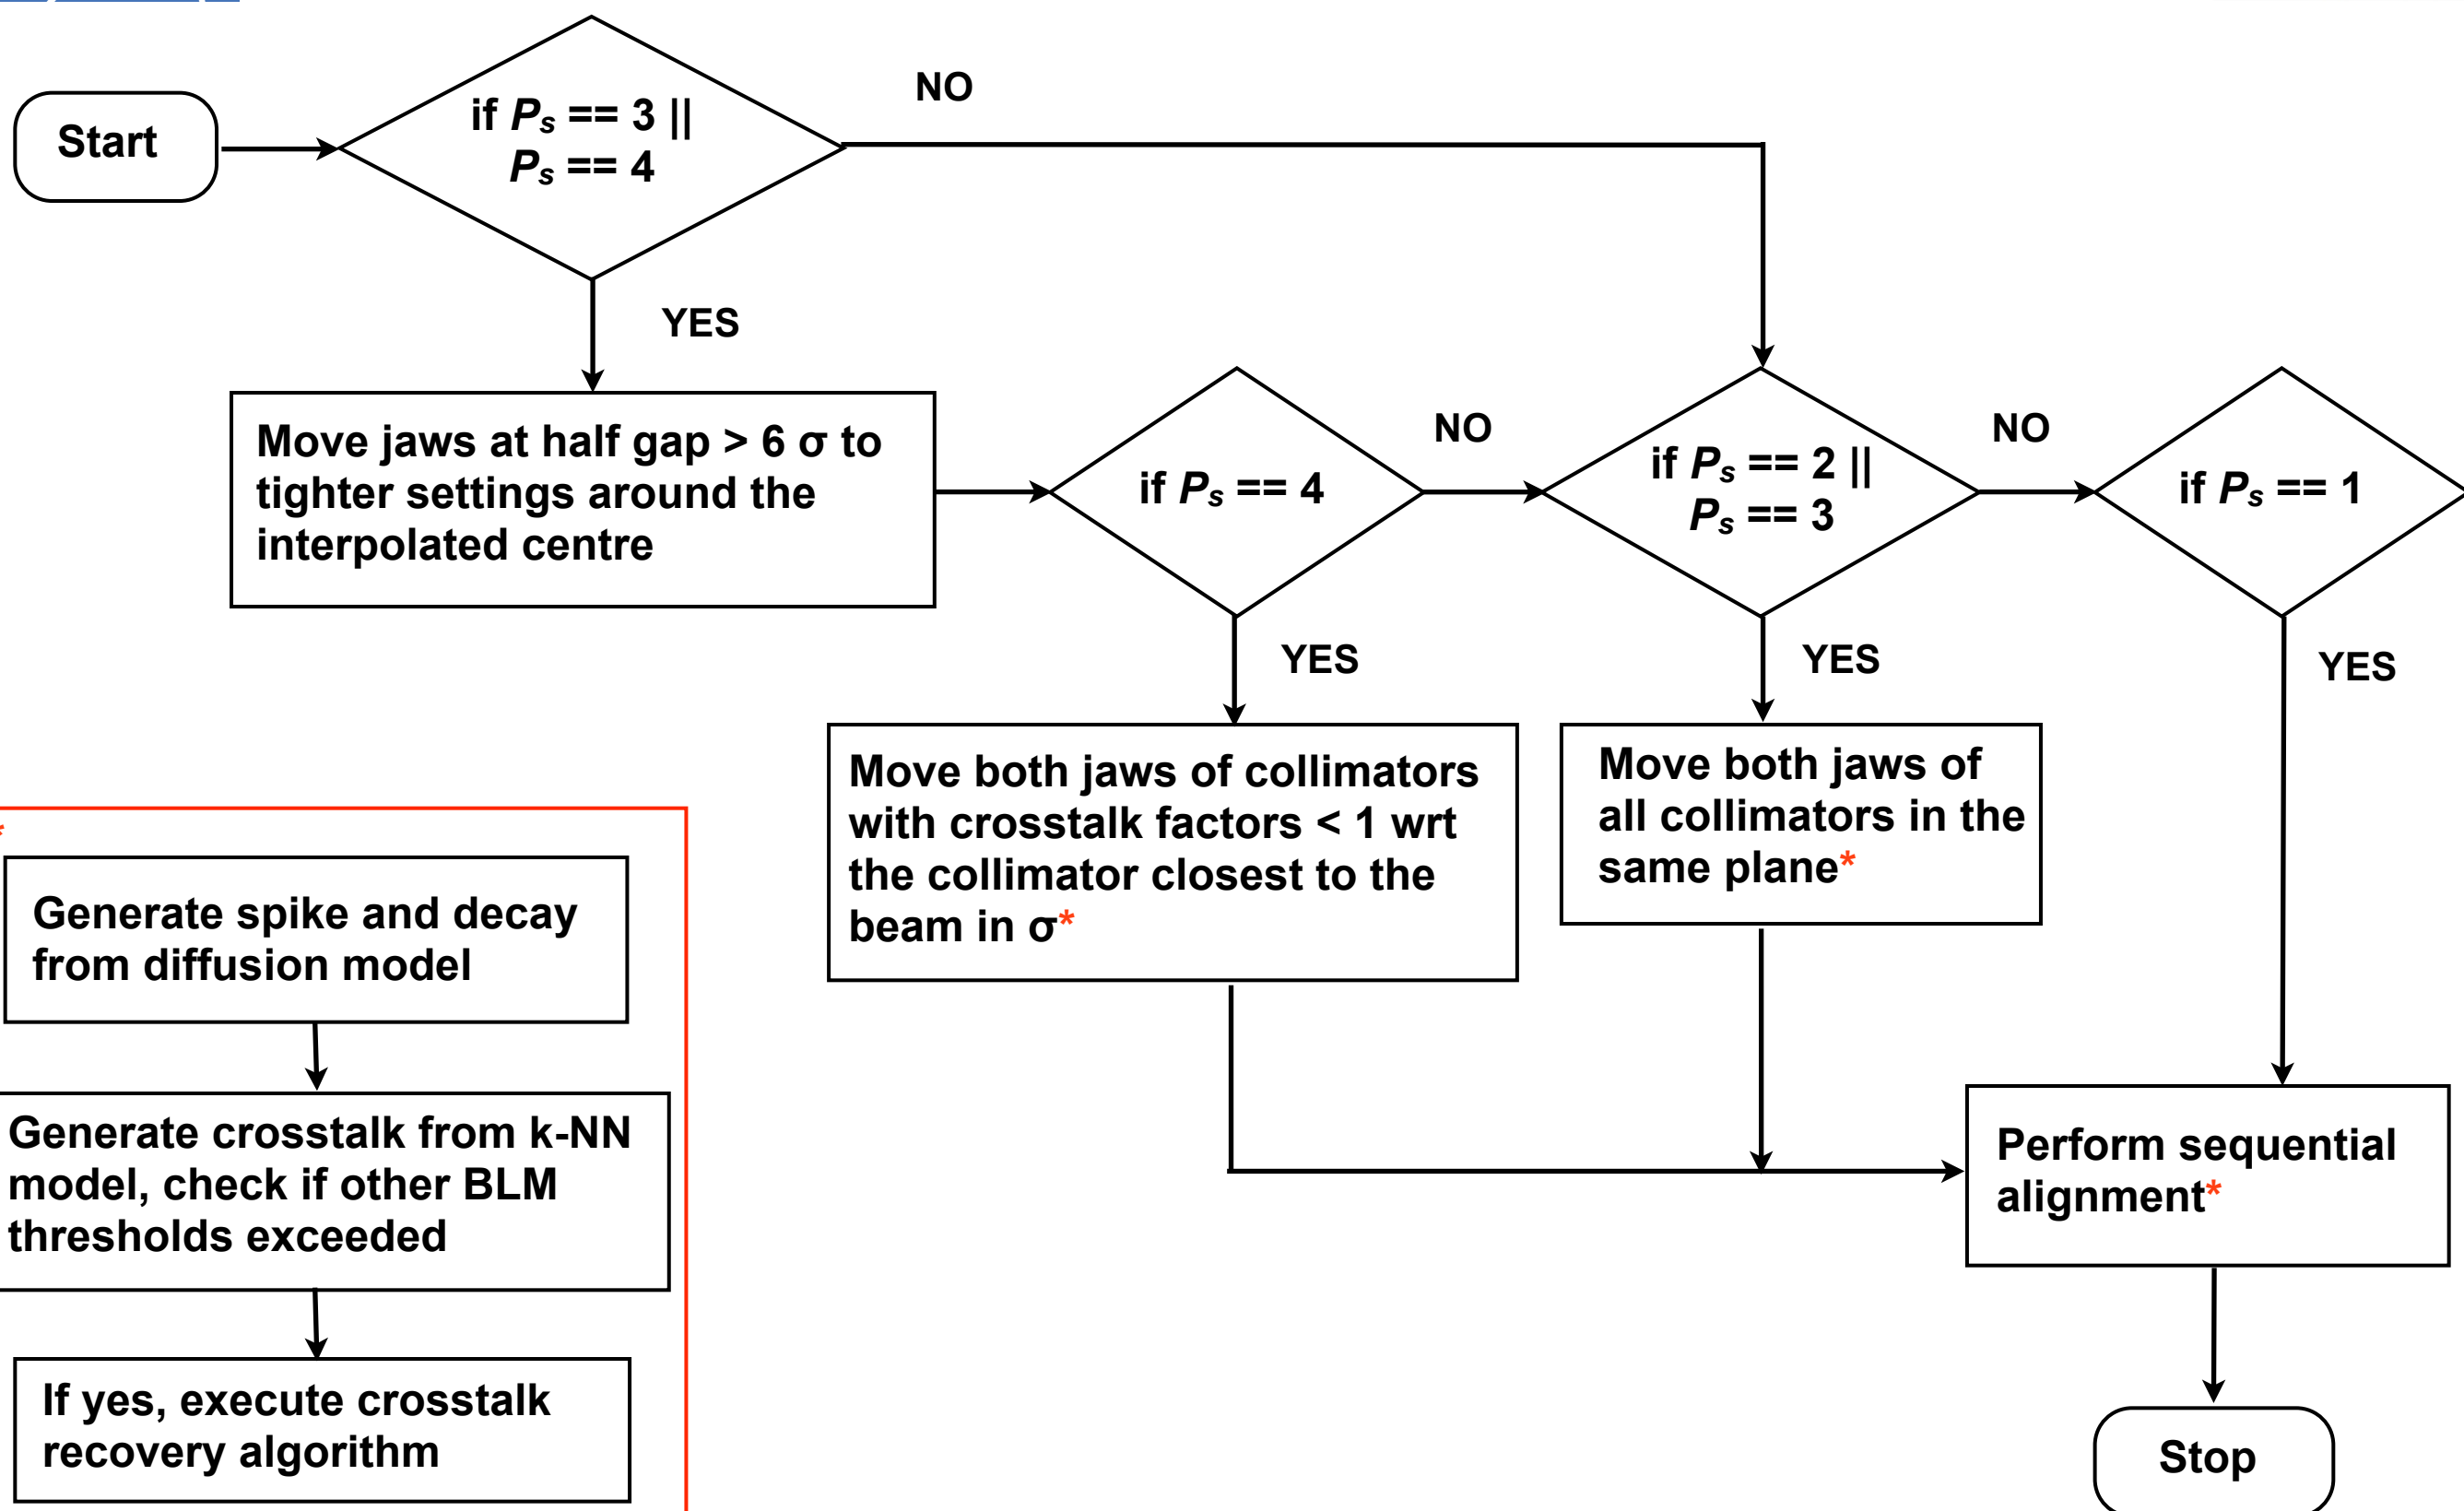 Start
if Ps == 3 ||
Ps == 4
NO
YES
Move jaws at half gap > 6 σ to
tighter settings around the
interpolated centre
if Ps == 4
NO
YES
if Ps == 2 ||
Ps == 3
NO
YES
if Ps == 1
YES
Move both jaws of collimators
with crosstalk factors < 1 wrt
the collimator closest to the
beam in σ*
Move both jaws of
all collimators in the
same plane*
Perform sequential
alignment*
Stop
*
Generate spike and decay
from diffusion model
Generate crosstalk from k-NN
model, check if other BLM
thresholds exceeded
If yes, execute crosstalk
recovery algorithm